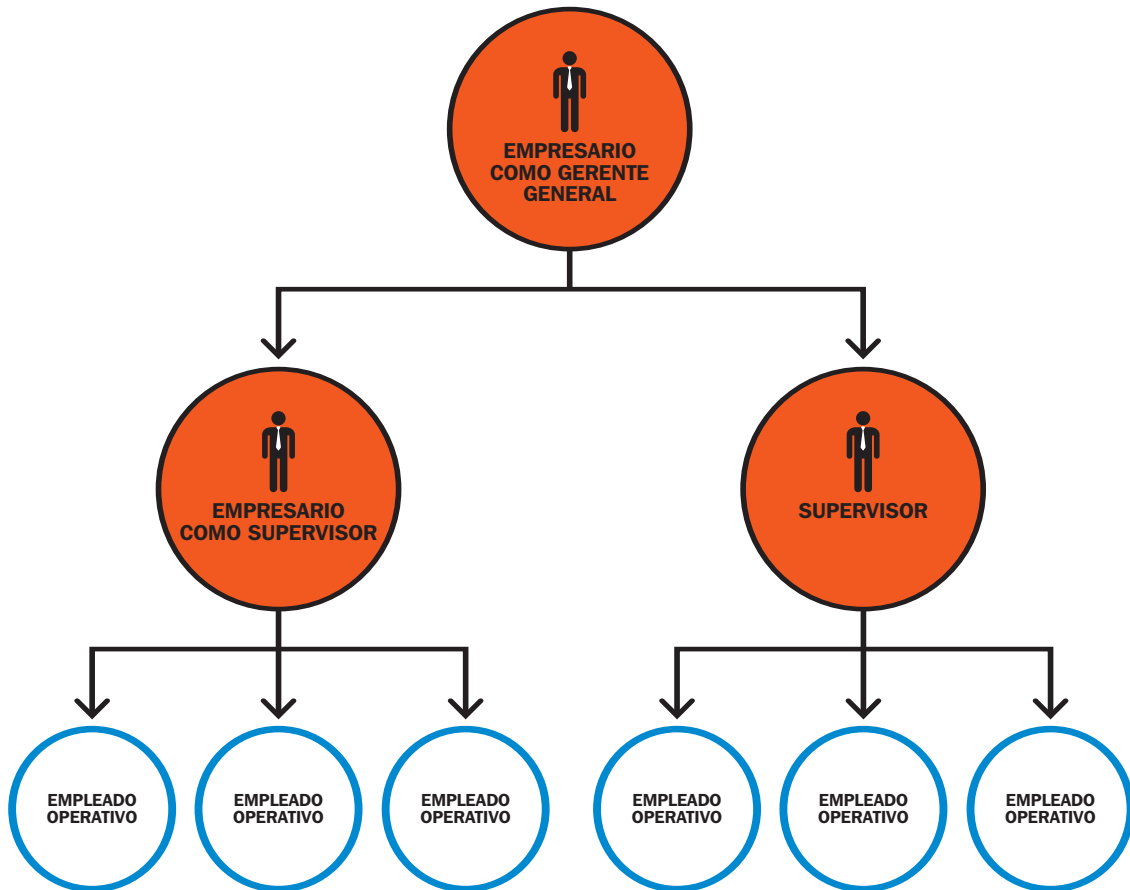 EMPRESARIO
COMO GERENTE
GENERAL
EMPRESARIO
COMO SUPERVISOR
SUPERVISOR
EMPLEADO
OPERATIVO
EMPLEADO
OPERATIVO
EMPLEADO
OPERATIVO
EMPLEADO
OPERATIVO
EMPLEADO
OPERATIVO
EMPLEADO
OPERATIVO